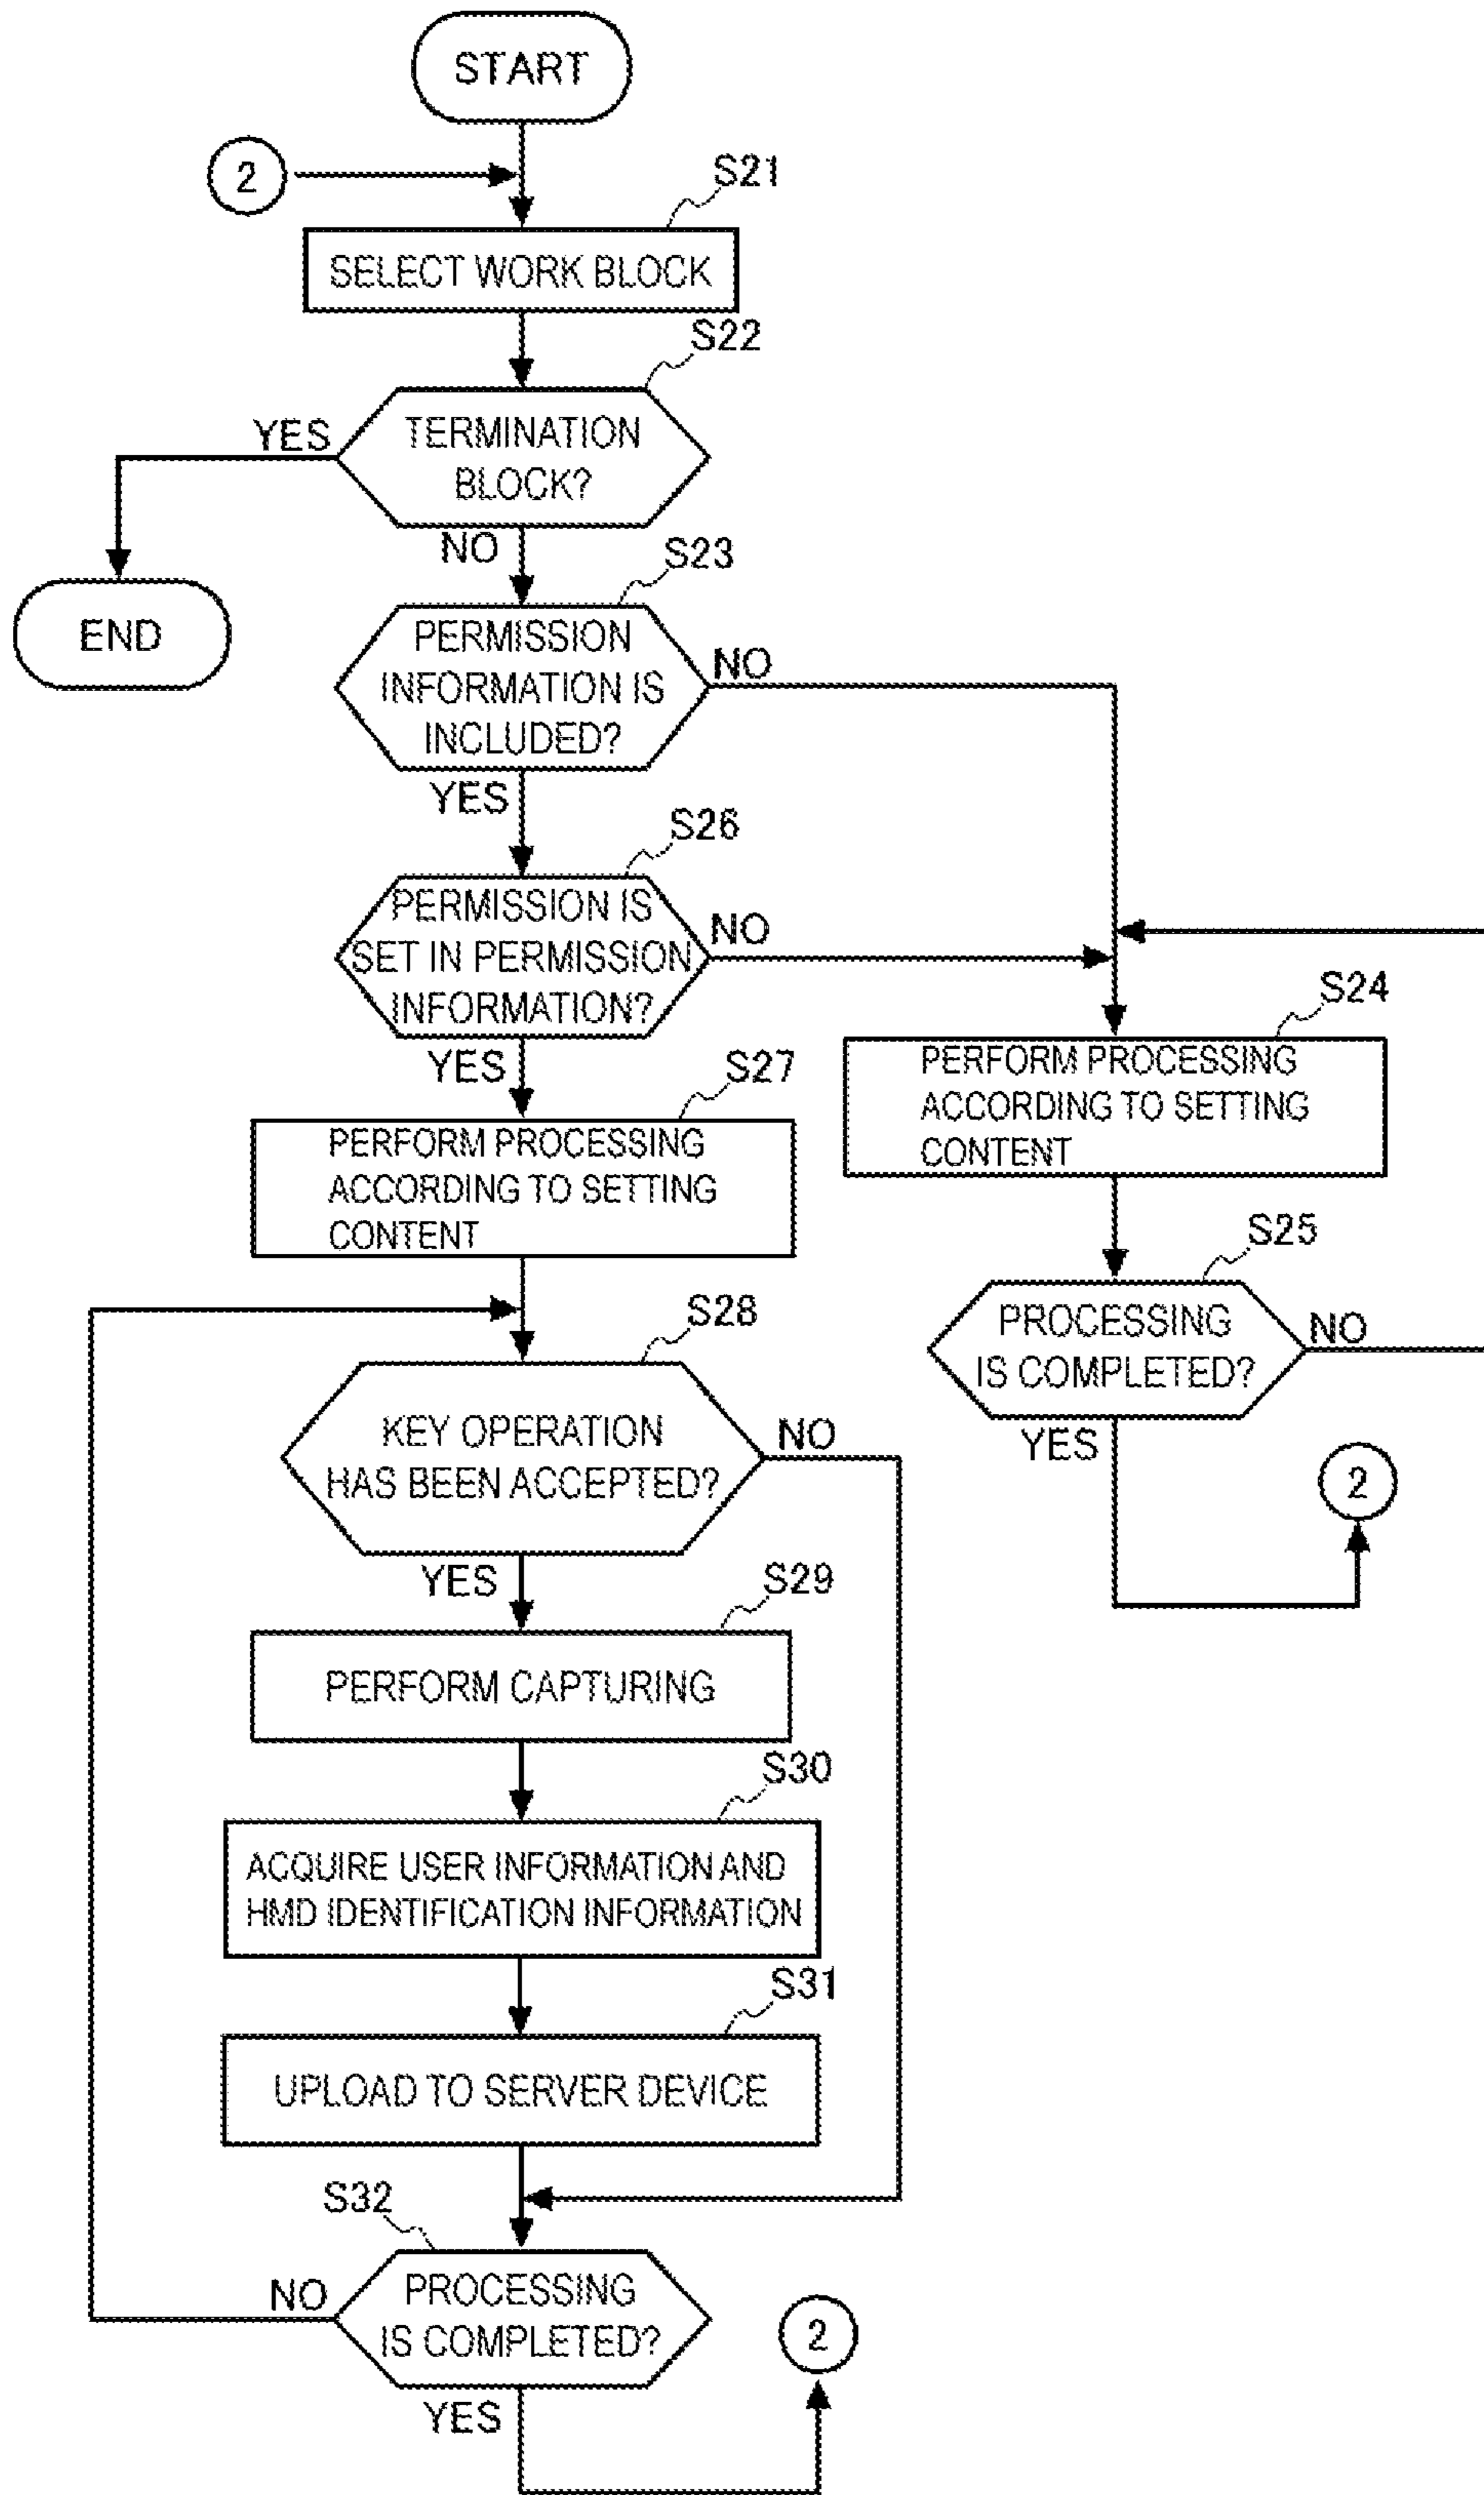 START
2
S21
SELECT WORK BLOCK
S22
TERMINATION
BLOCK?
YES
NO
END
S23
PERMISSION
INFORMATION IS
INCLUDED?
NO
YES
S26
PERMISSION IS
SET IN PERMISSION
INFORMATION?
NO
YES
S24
PERFORM PROCESSING
ACCORDING TO SETTING
CONTENT
S27
PERFORM PROCESSING
ACCORDING TO SETTING
CONTENT
S25
PROCESSING
IS COMPLETED?
NO
YES
2
S28
KEY OPERATION
HAS BEEN ACCEPTED?
NO
YES
S29
PERFORM CAPTURING
S30
ACQUIRE USER INFORMATION AND
HMD IDENTIFICATION INFORMATION
S31
UPLOAD TO SERVER DEVICE
S32
PROCESSING
IS COMPLETED?
NO
YES
2